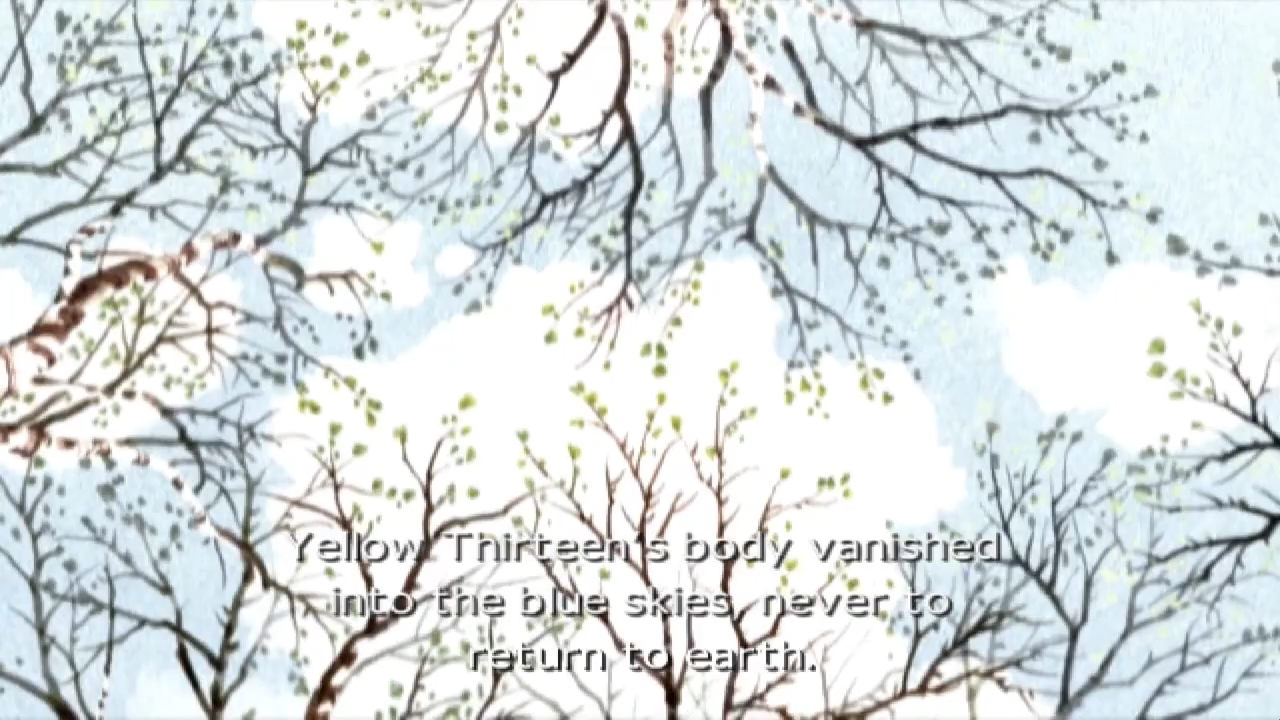 Yellow Thirteen's body vanished
into the blue skies, never to
return to earth.